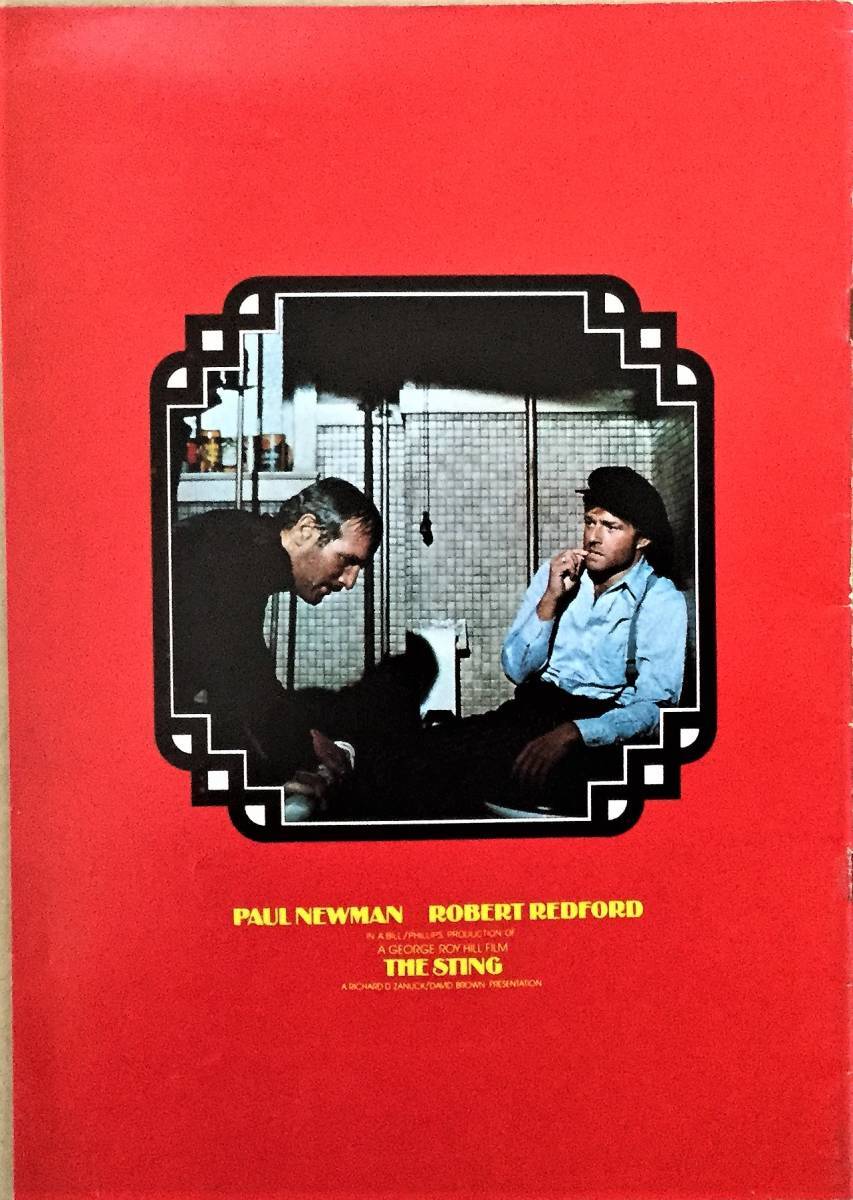 PAUL NEWMAN ROBERT REDFORD
IN A BILL/PHILLIPS PRODUCTION OF
A GEORGE ROY HILL FILM
THE STING
A RICHARD D. ZANUCK/DAVID BROWN PRESENTATION